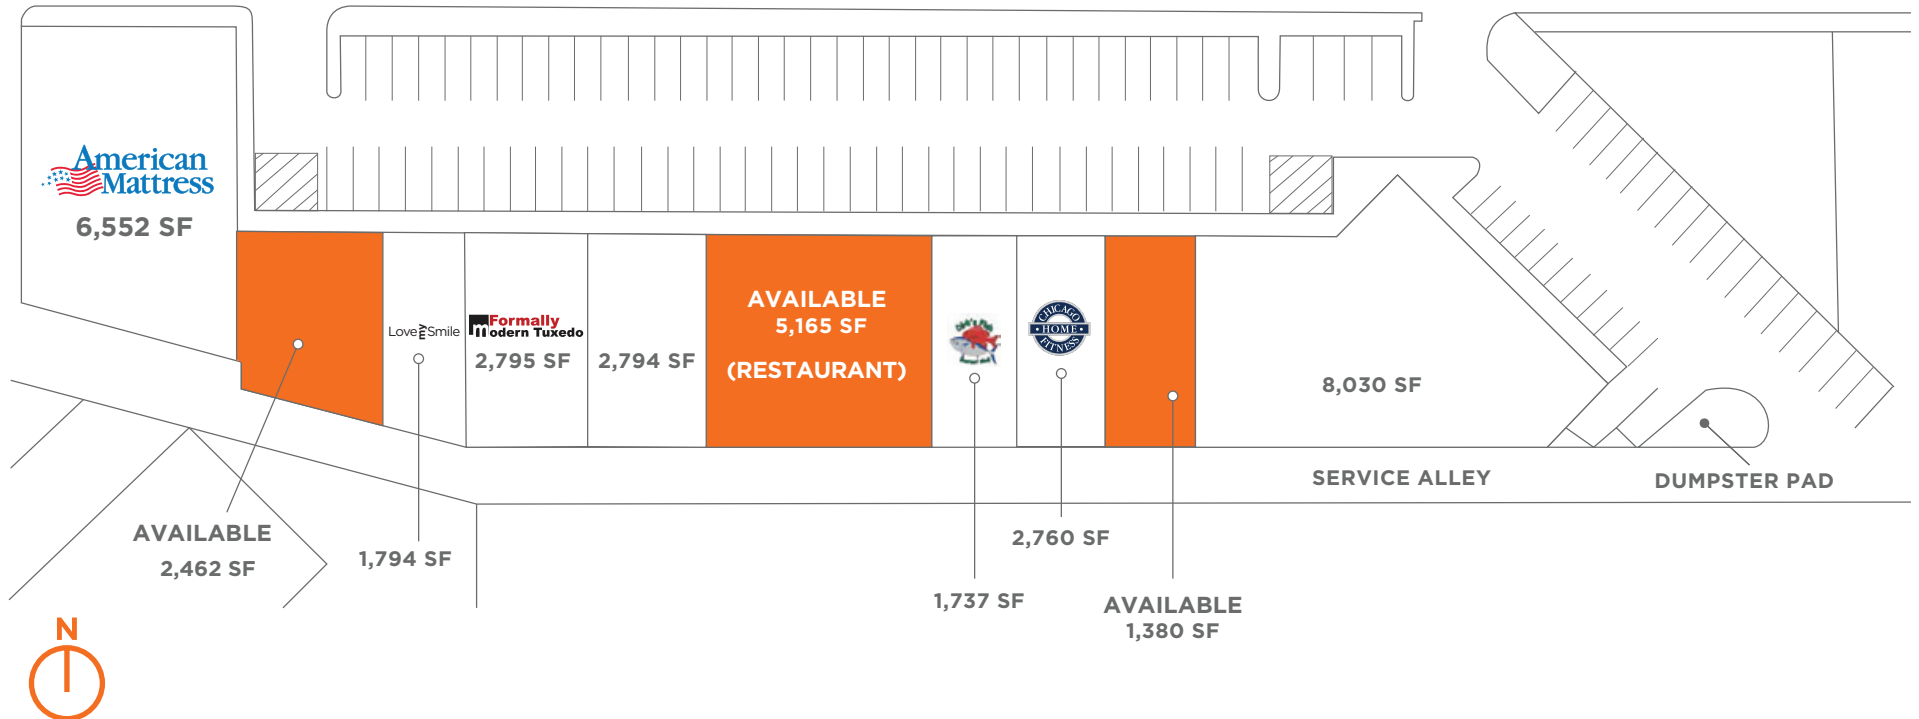 American
Mattress
6,552 SF
Love my Smile
Formally
Modern Tuxedo
2,795 SF
2,794 SF
AVAILABLE
5,165 SF
(RESTAURANT)
CHICAGO
HOME
FITNESS
8,030 SF
SERVICE ALLEY
DUMPSTER PAD
AVAILABLE
2,462 SF
1,794 SF
2,760 SF
1,737 SF
AVAILABLE
1,380 SF
N